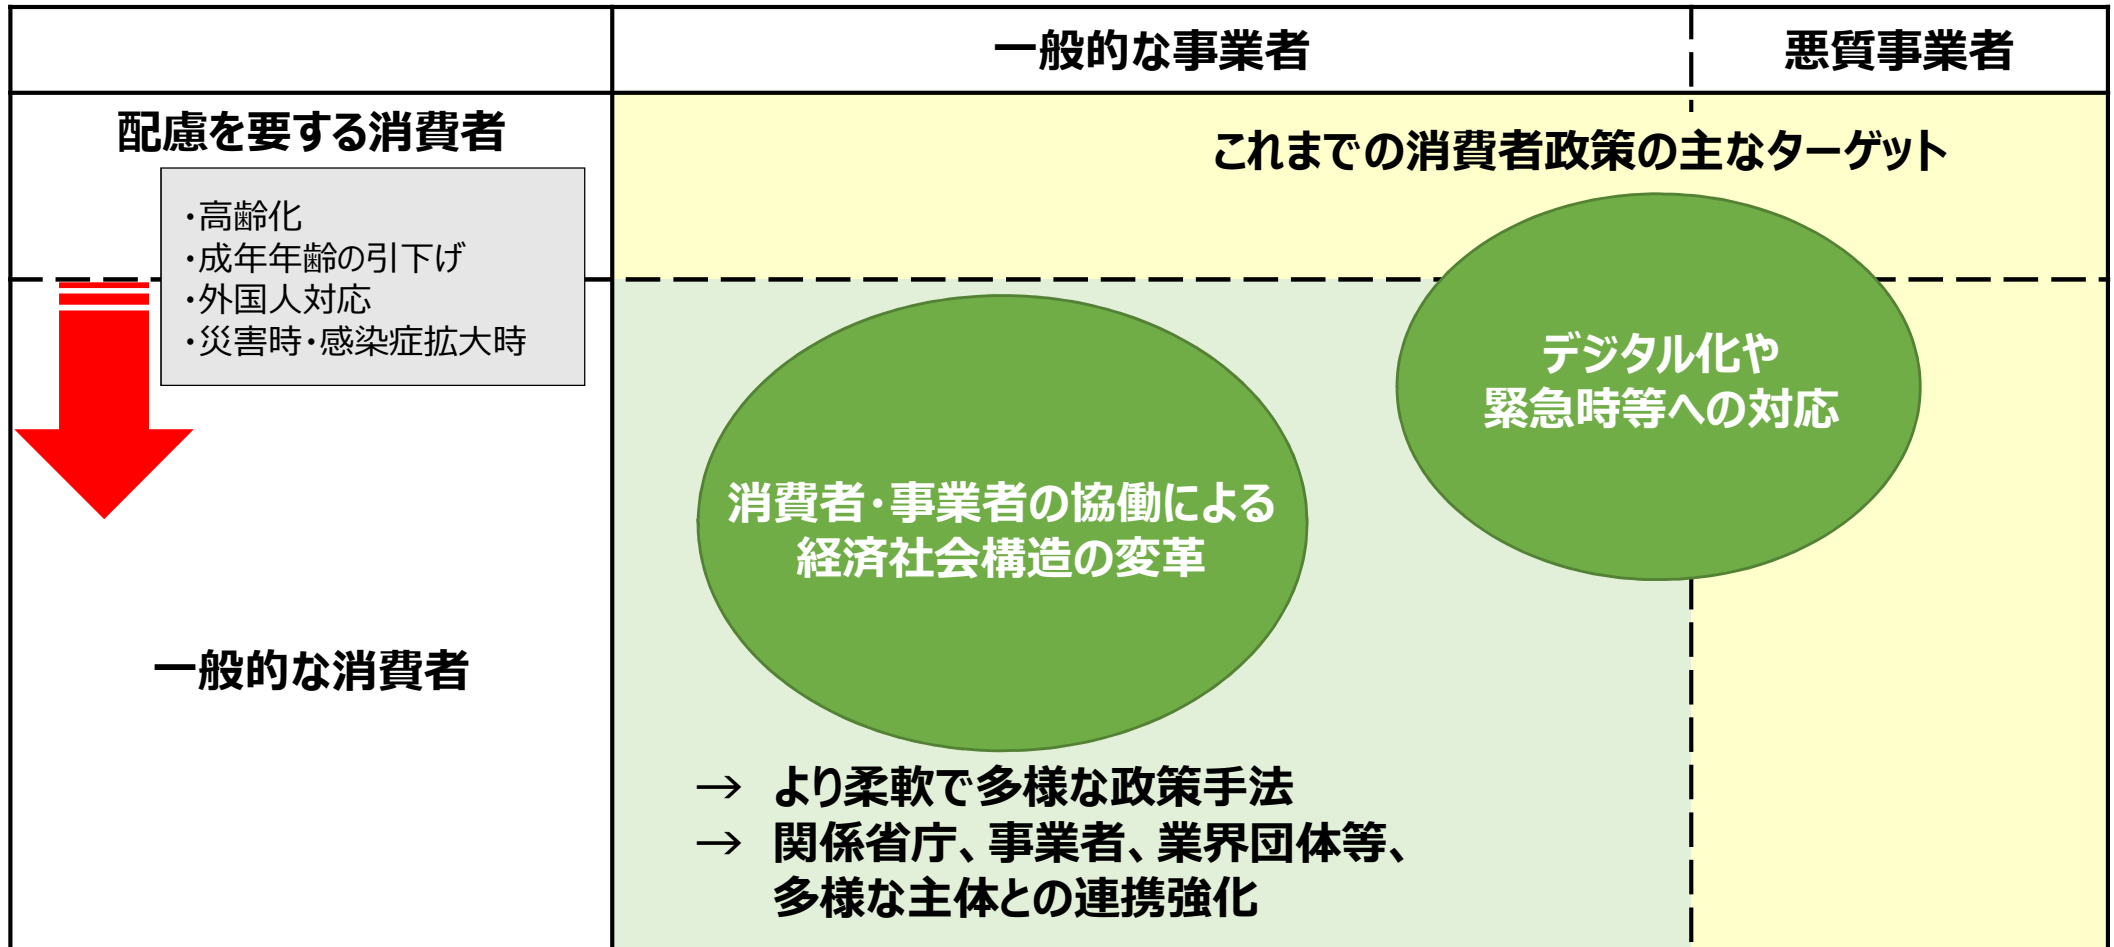 一般的な事業者
悪質事業者
配慮を要する消費者
これまでの消費者政策の主なターゲット
・高齢化
・成年年齢の引下げ
・外国人対応
・災害時・感染症拡大時
デジタル化や
緊急時等への対応
消費者・事業者の協働による
経済社会構造の変革
一般的な消費者
→ より柔軟で多様な政策手法
→ 関係省庁、事業者、業界団体等、
多様な主体との連携強化